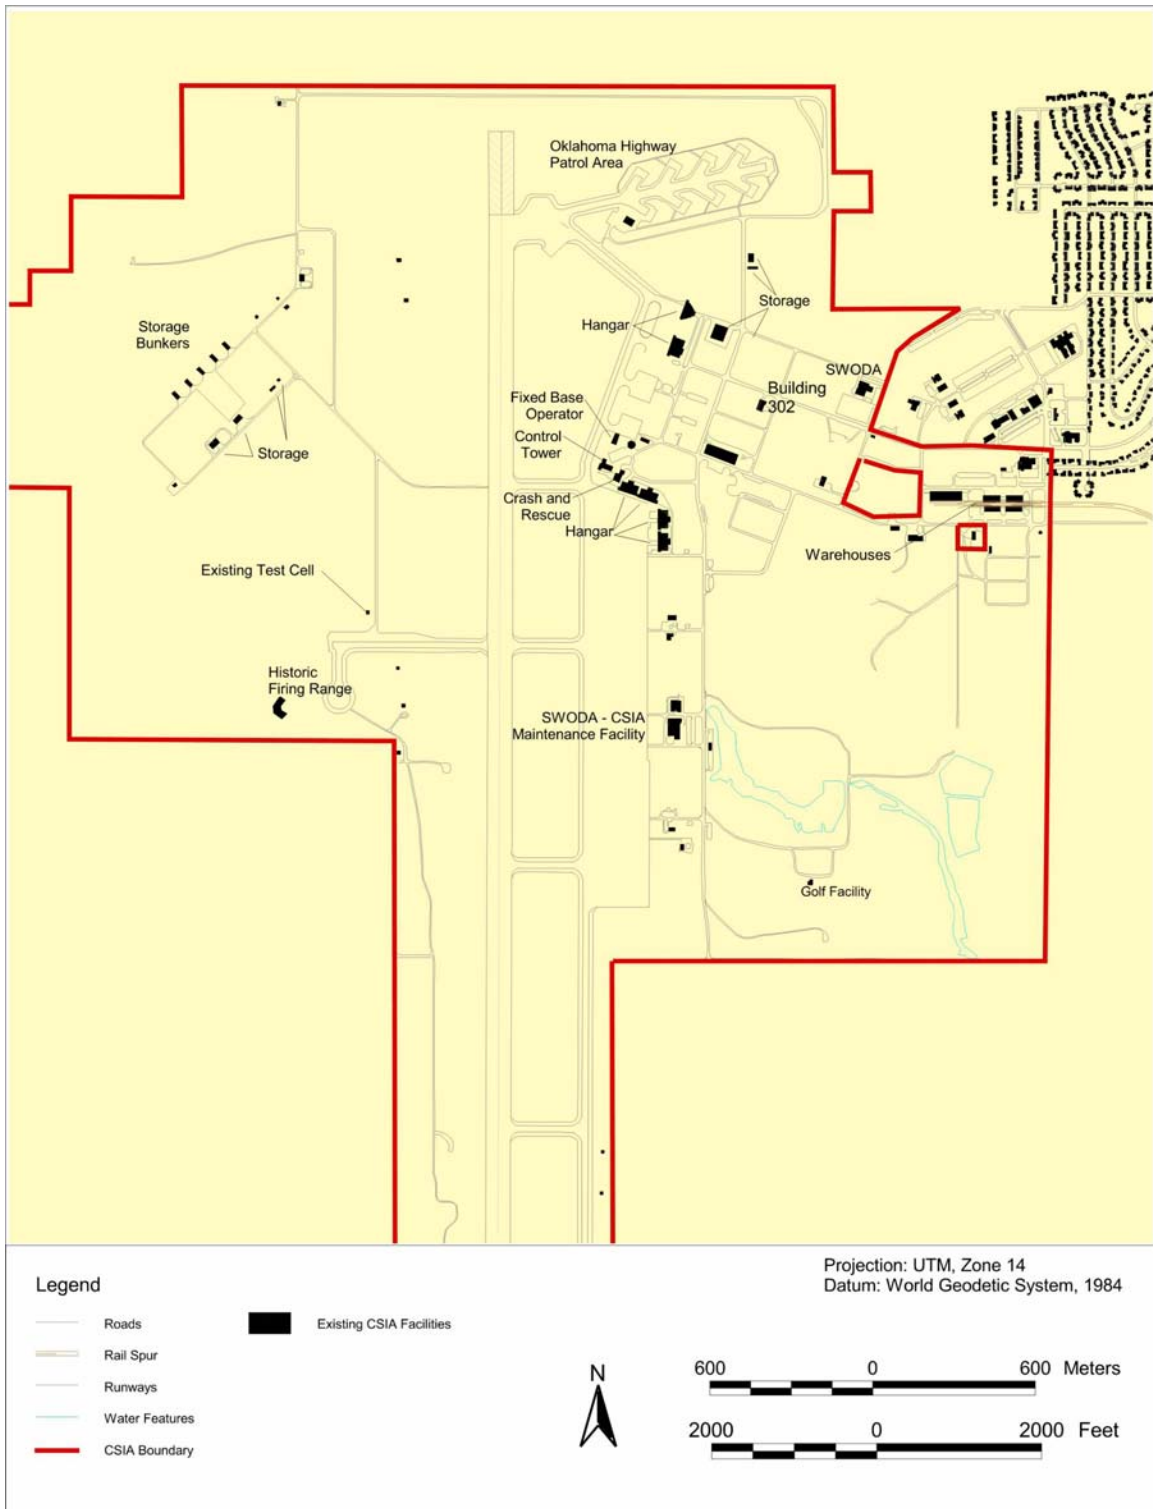 Oklahoma Highway
Patrol Area
Storage
Hangar
Storage
Bunkers
SWODA
Building
302
Fixed Base
Operator
Control
Tower
Storage
Crash and
Rescue
Hangar
Warehouses
Existing Test Cell
Historic
Firing Range
SWODA - CSIA
Maintenance Facility
Golf Facility
Projection: UTM, Zone 14
Datum: World Geodetic System, 1984
Legend
Roads
Existing CSIA Facilities
Rail Spur
Runways
Water Features
CSIA Boundary
N
600 0 600 Meters
2000 0 2000 Feet